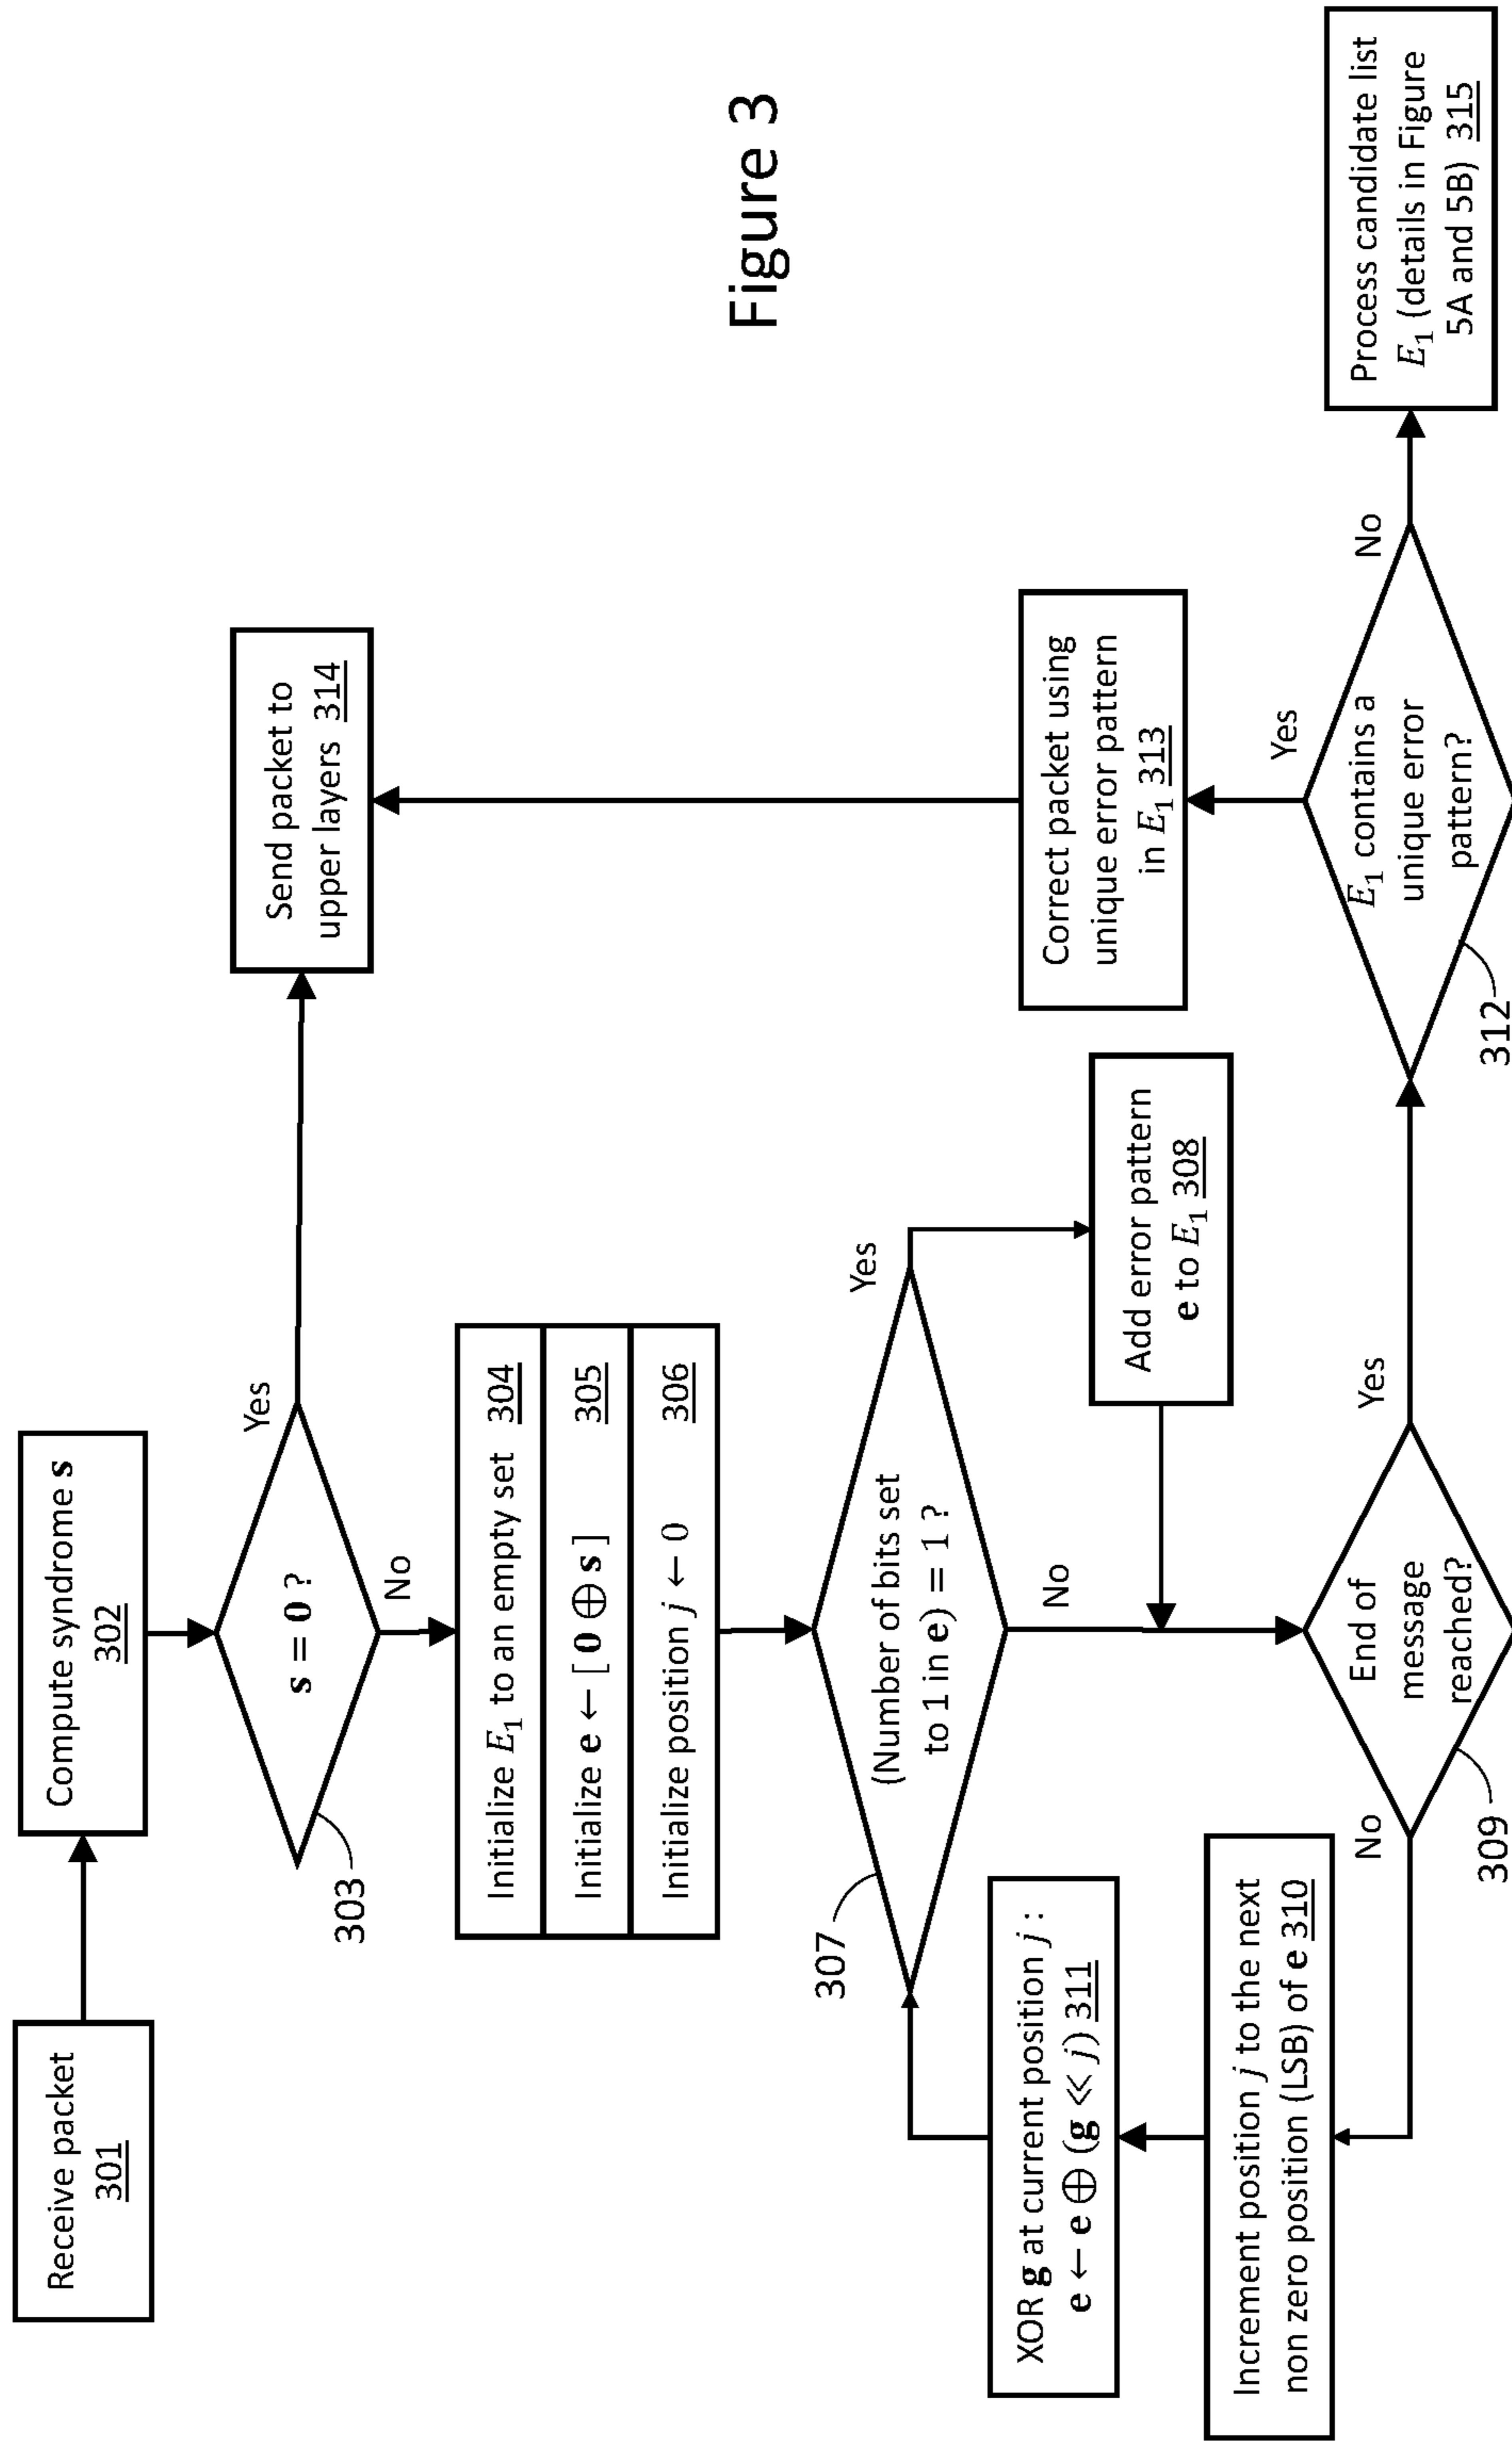 Receive packet
301
Compute syndrome s
302
s = 0 ?
Yes
No
303
Send packet to
upper layers 314
Initialize E₁ to an empty set 304
Initialize e ← [ 0 ⊕ s ] 305
Initialize position j ← 0 306
Figure 3
307
(Number of bits set
to 1 in e) = 1 ?
Yes
No
Add error pattern
e to E₁ 308
XOR g at current position j :
e ← e ⊕ (g ≪ j) 311
Increment position j to the next
non zero position (LSB) of e 310
No
End of
message
reached?
309
Yes
Correct packet using
unique error pattern
in E₁ 313
Yes
E₁ contains a
unique error
pattern?
312
No
Process candidate list
E₁ (details in Figure
5A and 5B) 315